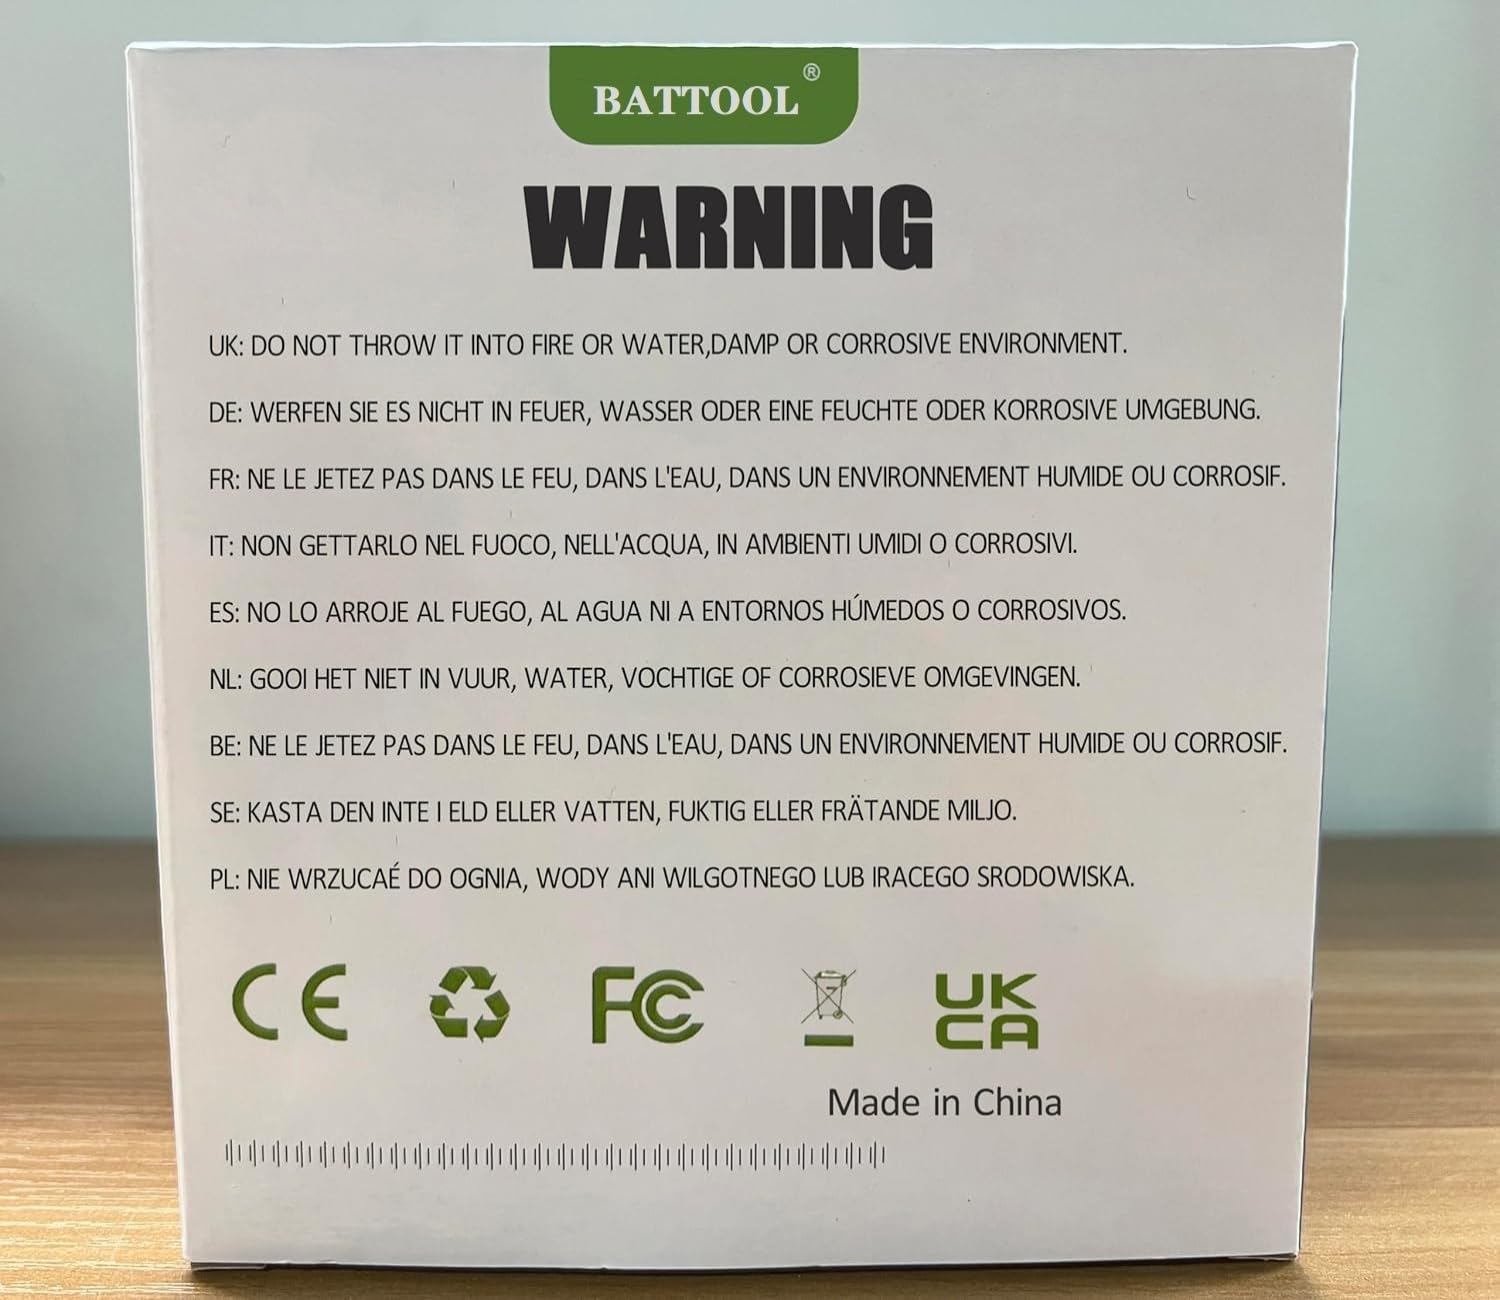 BATTOOL®
WARNING
UK: DO NOT THROW IT INTO FIRE OR WATER,DAMP OR CORROSIVE ENVIRONMENT.
DE: WERFEN SIE ES NICHT IN FEUER, WASSER ODER EINE FEUCHTE ODER KORROSIVE UMGEBUNG.
FR: NE LE JETEZ PAS DANS LE FEU, DANS L'EAU, DANS UN ENVIRONNEMENT HUMIDE OU CORROSIF.
IT: NON GETTARLO NEL FUOCO, NELL'ACQUA, IN AMBIENTI UMIDI O CORROSIVI.
ES: NO LO ARROJE AL FUEGO, AL AGUA NI A ENTORNOS HÚMEDOS O CORROSIVOS.
NL: GOOI HET NIET IN VUUR, WATER, VOCHTIGE OF CORROSIEVE OMGEVINGEN.
BE: NE LE JETEZ PAS DANS LE FEU, DANS L'EAU, DANS UN ENVIRONNEMENT HUMIDE OU CORROSIF.
SE: KASTA DEN INTE I ELD ELLER VATTEN, FUKTIG ELLER FRÄTANDE MILJO.
PL: NIE WRZUCAÉ DO OGNIA, WODY ANI WILGOTNEGO LUB IRACEGO SRODOWISKA.
CE FC UK
CA
Made in China